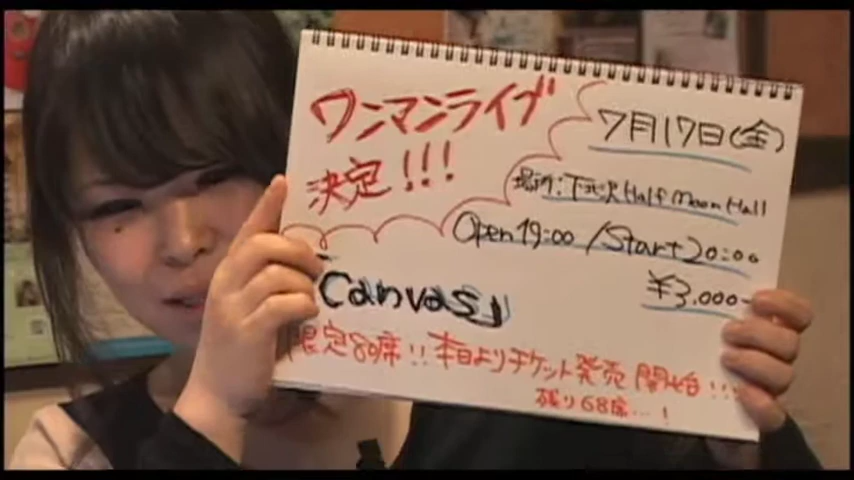 ワンマンライブ
決定!!!
7月17日(金)
場所:下北沢Half Moon Hall
Open 19:00 /Start 20:00
¥3.000-
Canvas」
限定80席!!本日よりチケット発売開始!!
残り68席…!